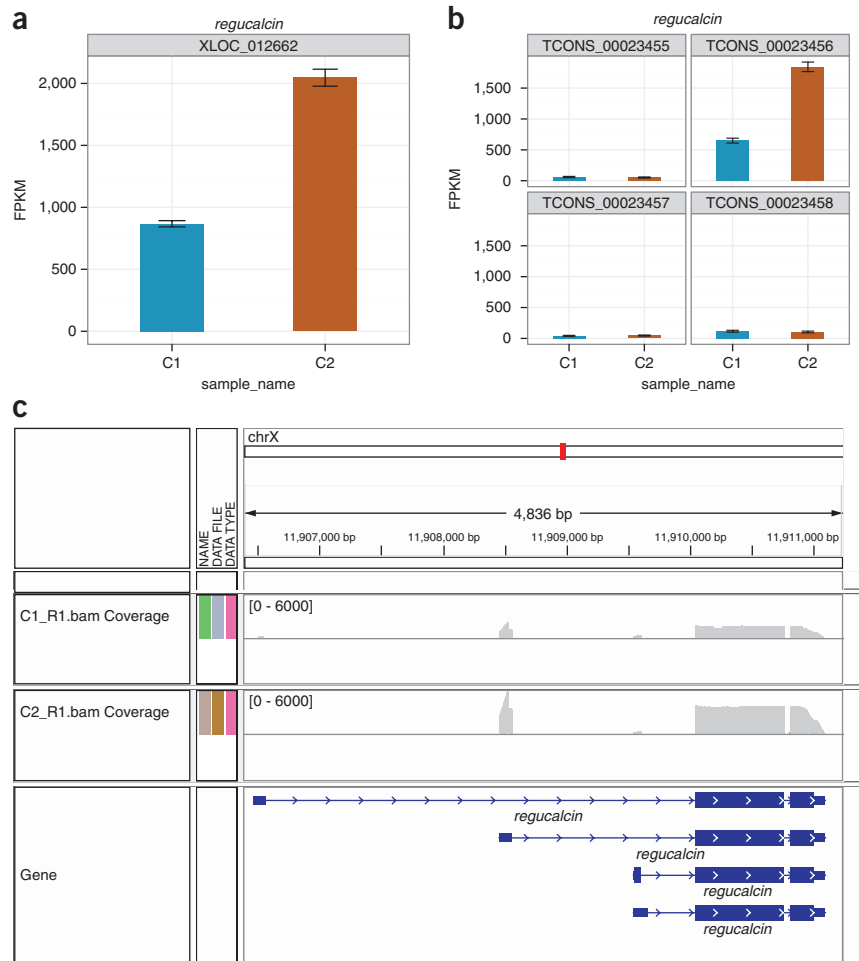 a
regucalcin
XLOC_012662
2,000
1,500
1,000
500
0
FPKM
C1
C2
sample_name
b
regucalcin
TCONS_00023455
TCONS_00023456
1,500
1,000
500
0
TCONS_00023457
TCONS_00023458
1,500
1,000
500
0
FPKM
C1
C2
C1
C2
sample_name
c
NAME
DATA FILE
DATA TYPE
chrX
4,836 bp
11,907,000 bp
11,908,000 bp
11,909,000 bp
11,910,000 bp
11,911,000 bp
C1_R1.bam Coverage
[0 - 6000]
C2_R1.bam Coverage
[0 - 6000]
Gene
regucalcin
regucalcin
regucalcin
regucalcin